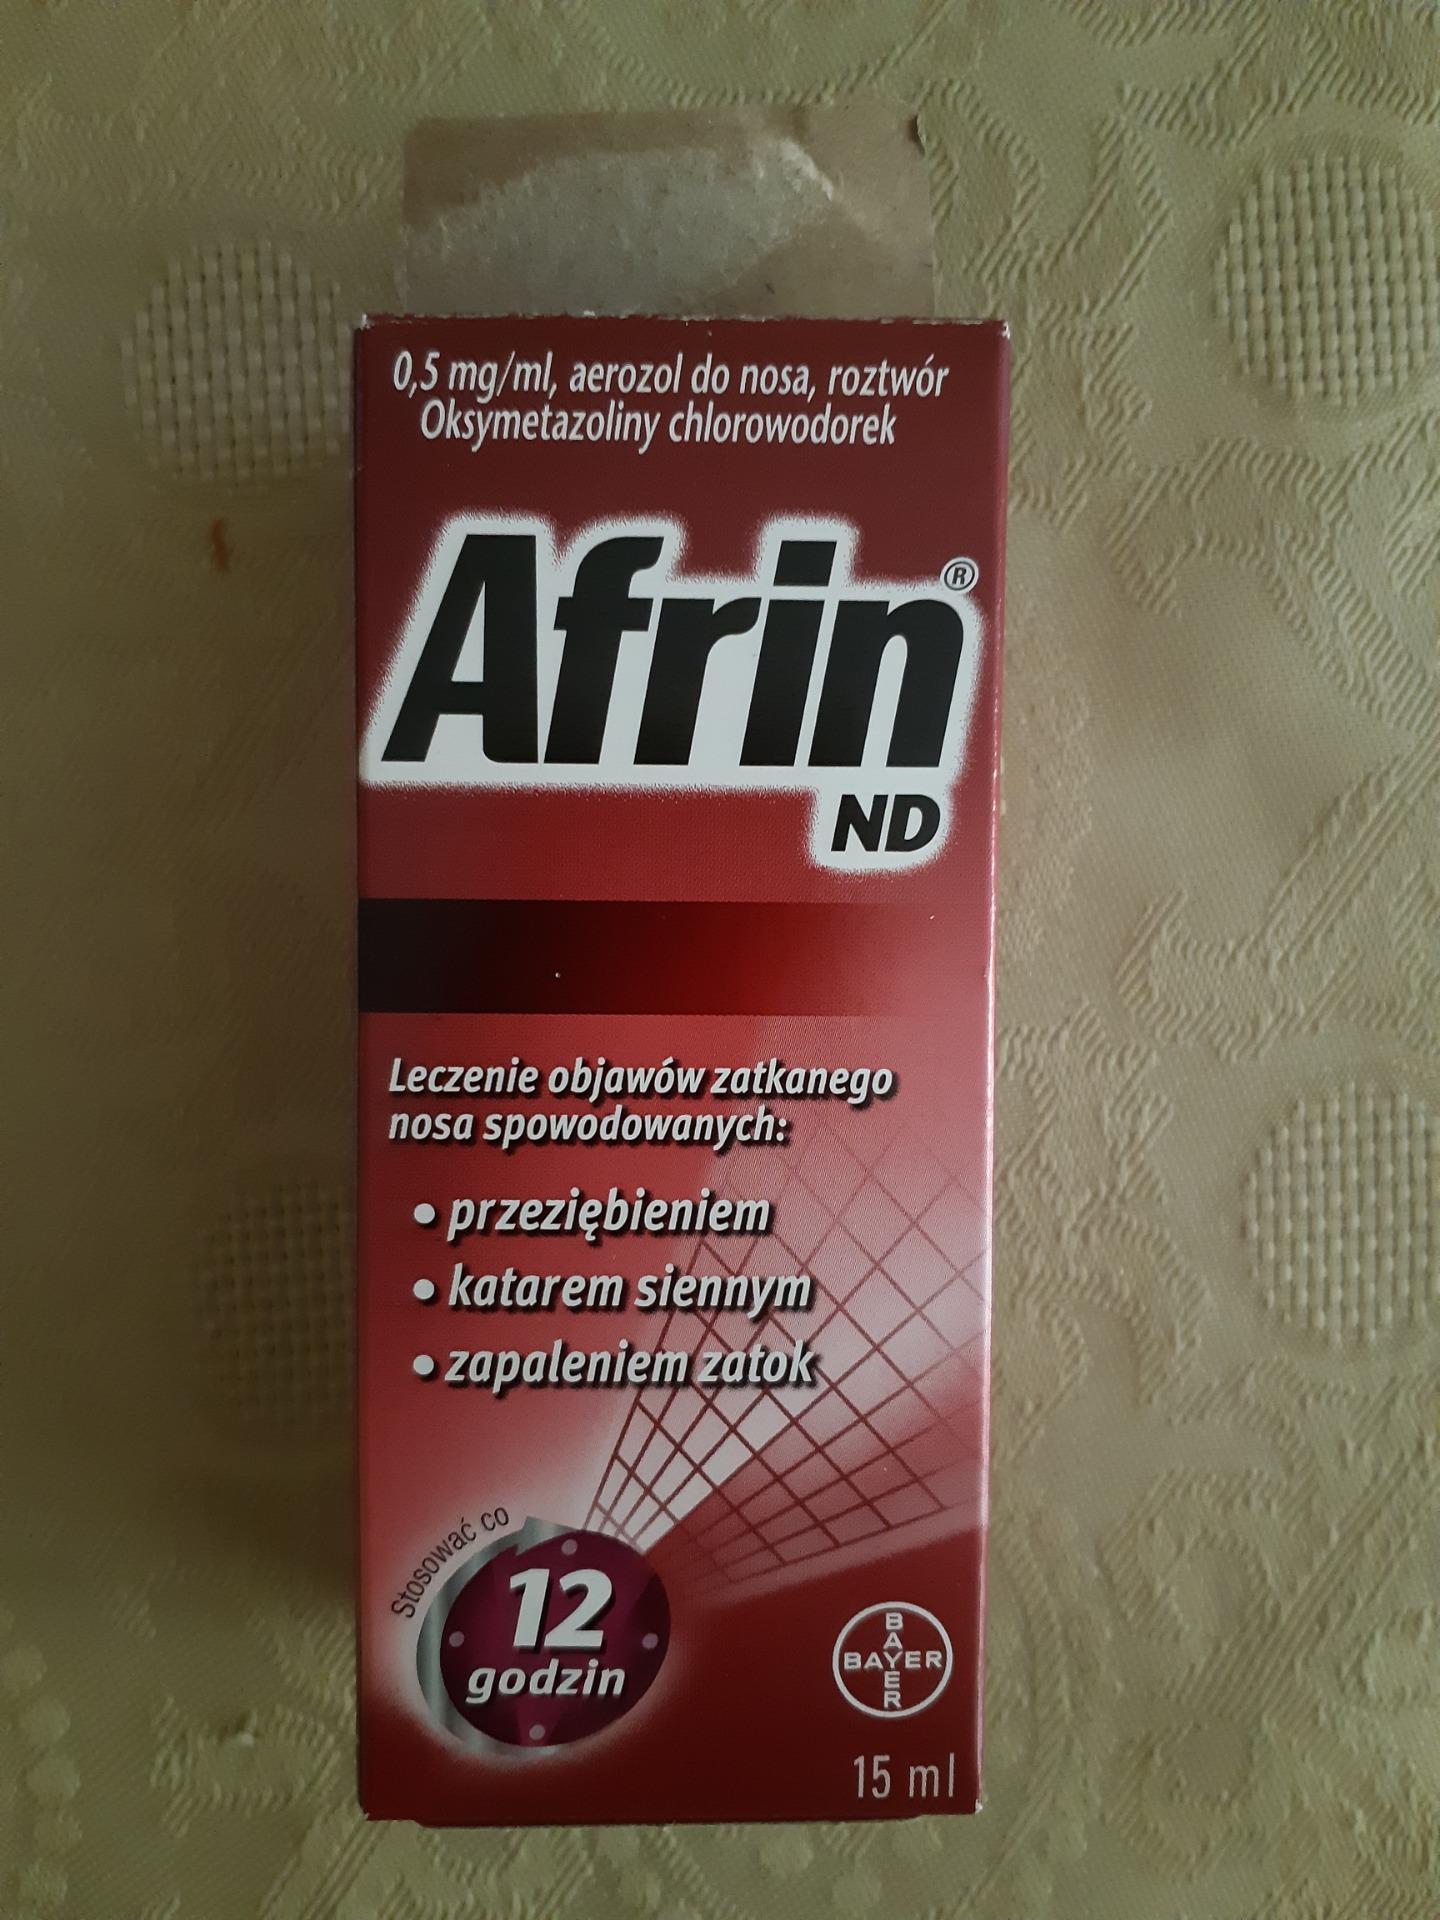 0,5 mg/ml, aerozol do nosa, roztwór
Oksymetazoliny chlorowodorek
Afrin®
ND
Leczenie objawów zatkanego
nosa spowodowanych:
• przeziębieniem
• katarem siennym
• zapaleniem zatok
Stosować co
12
godzin
BAYER
BAYER
15 ml